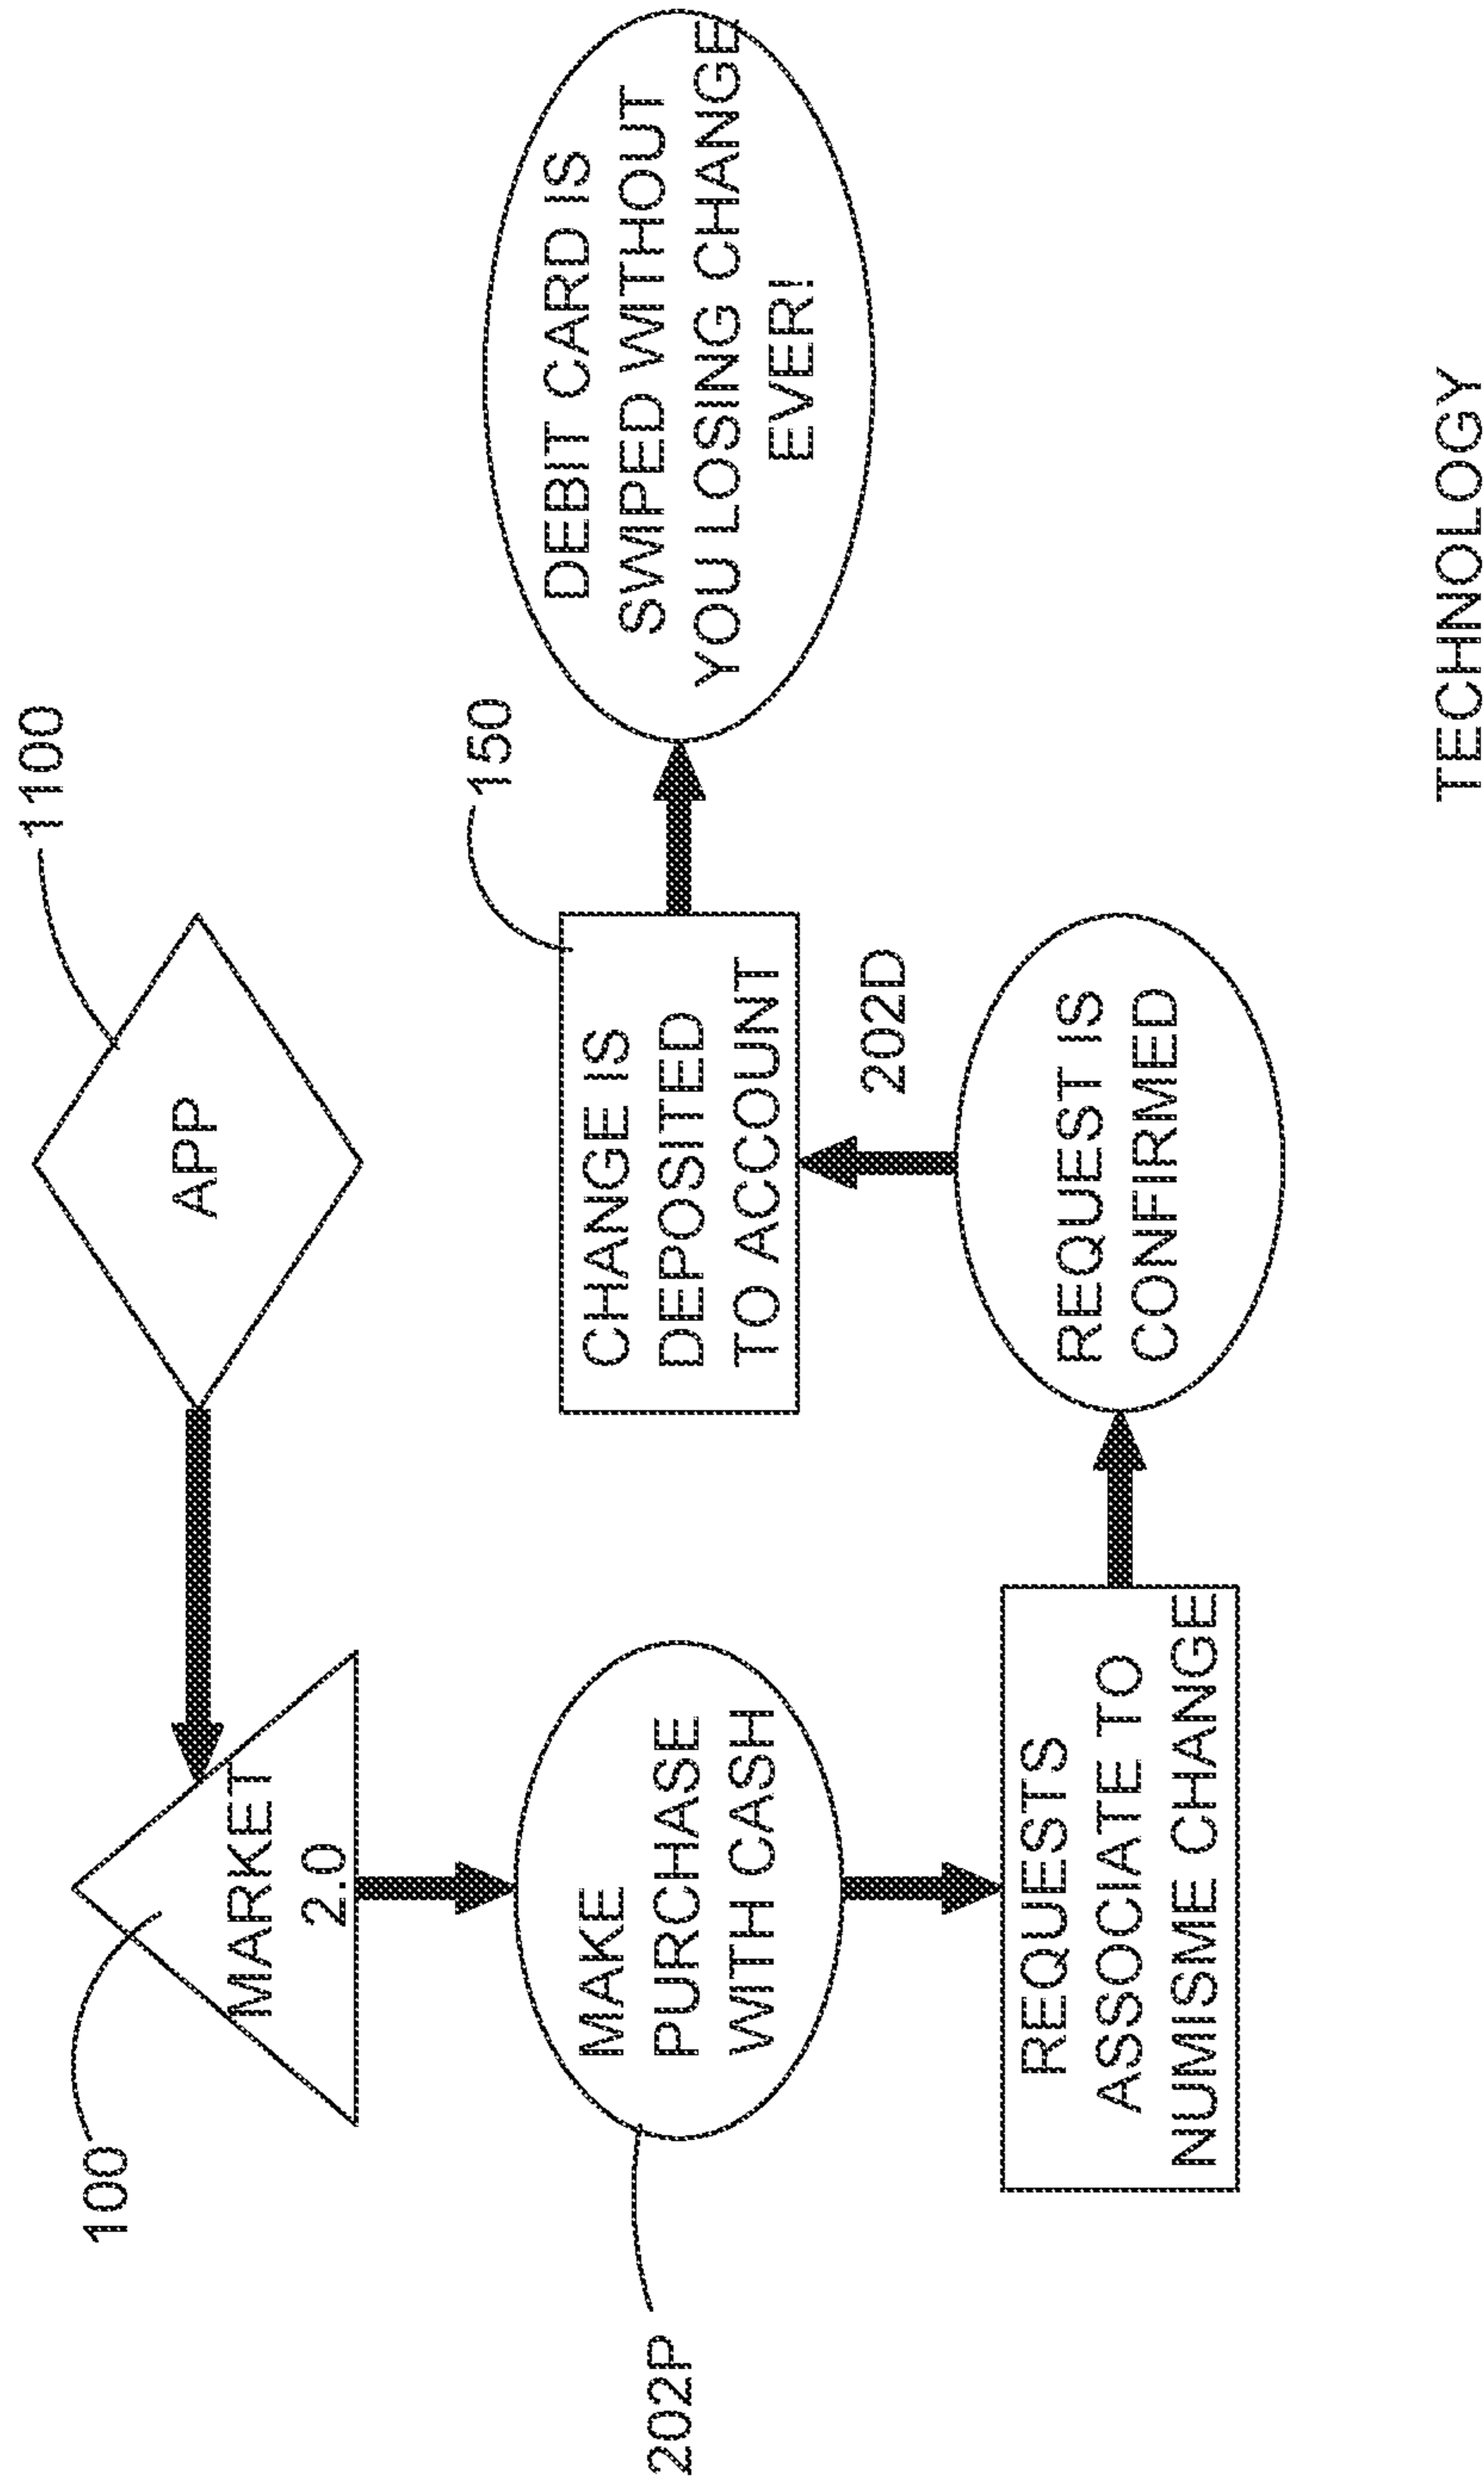 1100
APP
100
MARKET
2.0
202P
MAKE
PURCHASE
WITH CASH
REQUESTS
ASSOCIATE TO
NUMISME CHANGE
REQUEST IS
CONFIRMED
202D
150
CHANGE IS
DEPOSITED
TO ACCOUNT
DEBIT CARD IS
SWIPED WITHOUT
YOU LOSING CHANGE
EVER!
TECHNOLOGY